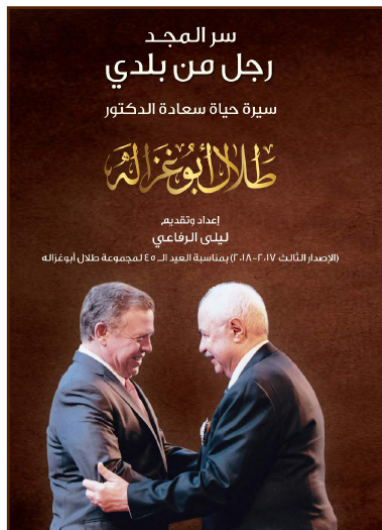 سر المجد
رجل من بلدي
سيرة حياة سعادة الدكتور
طلال أبوغزاله
إعداد وتقديم
ليلى الرفاعي
(الإصدار الثالث ٢٠١٧-٢٠١٨) بمناسبة العيد الـ ٤٥ لمجموعة طلال أبوغزاله